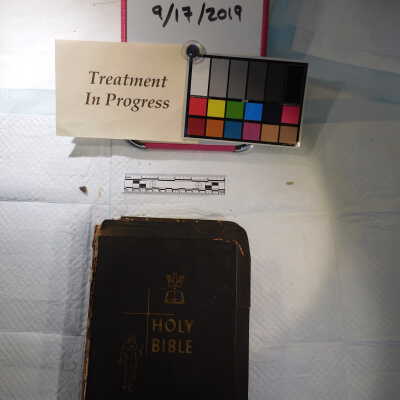 9/17/2019
Treatment
In Progress
HOLY
BIBLE